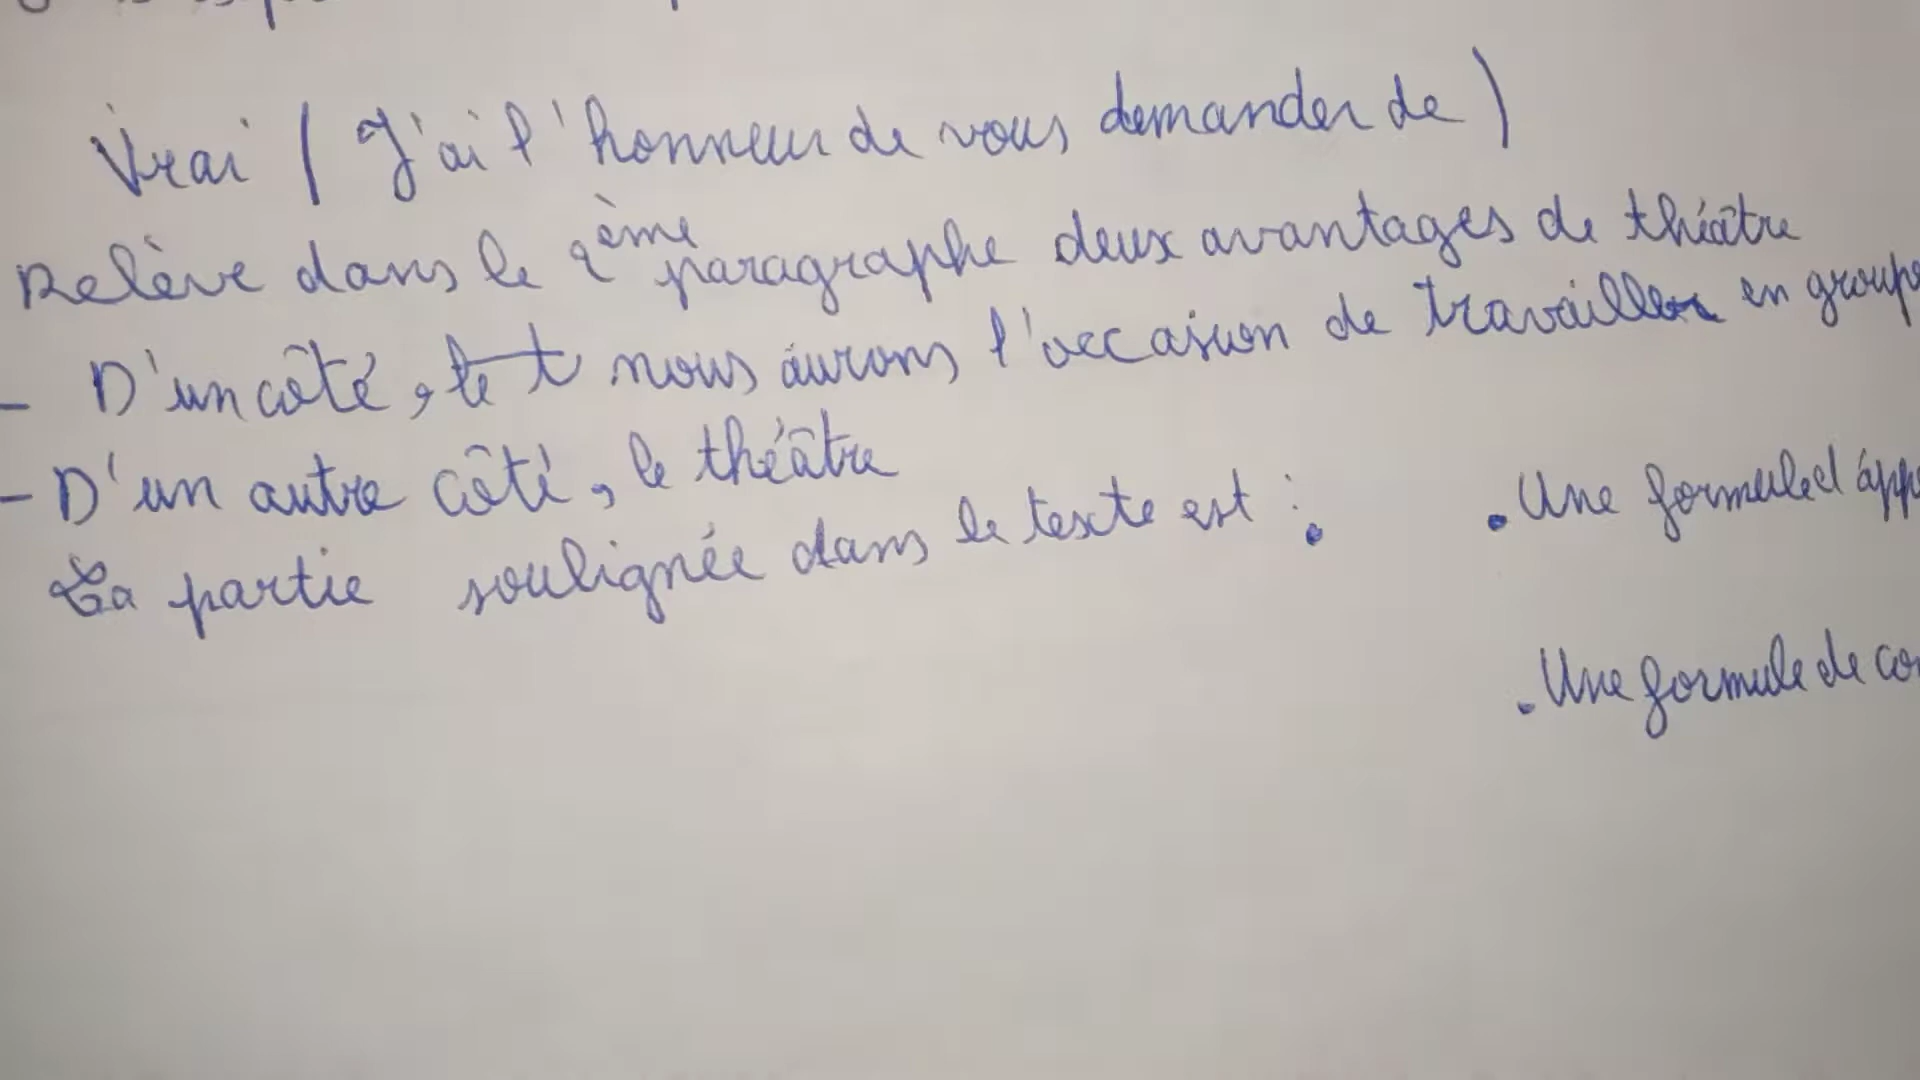 Vrai ( J'ai l'honneur de vous demander de )
Relève dans le 2ème paragraphe deux avantages de théâtre
- D'un côté, nous aurons l'occasion de travailler en groupe
- D'un autre côté, le théâtre
La partie soulignée dans le texte est :
. Une formule d'
. Une formule de